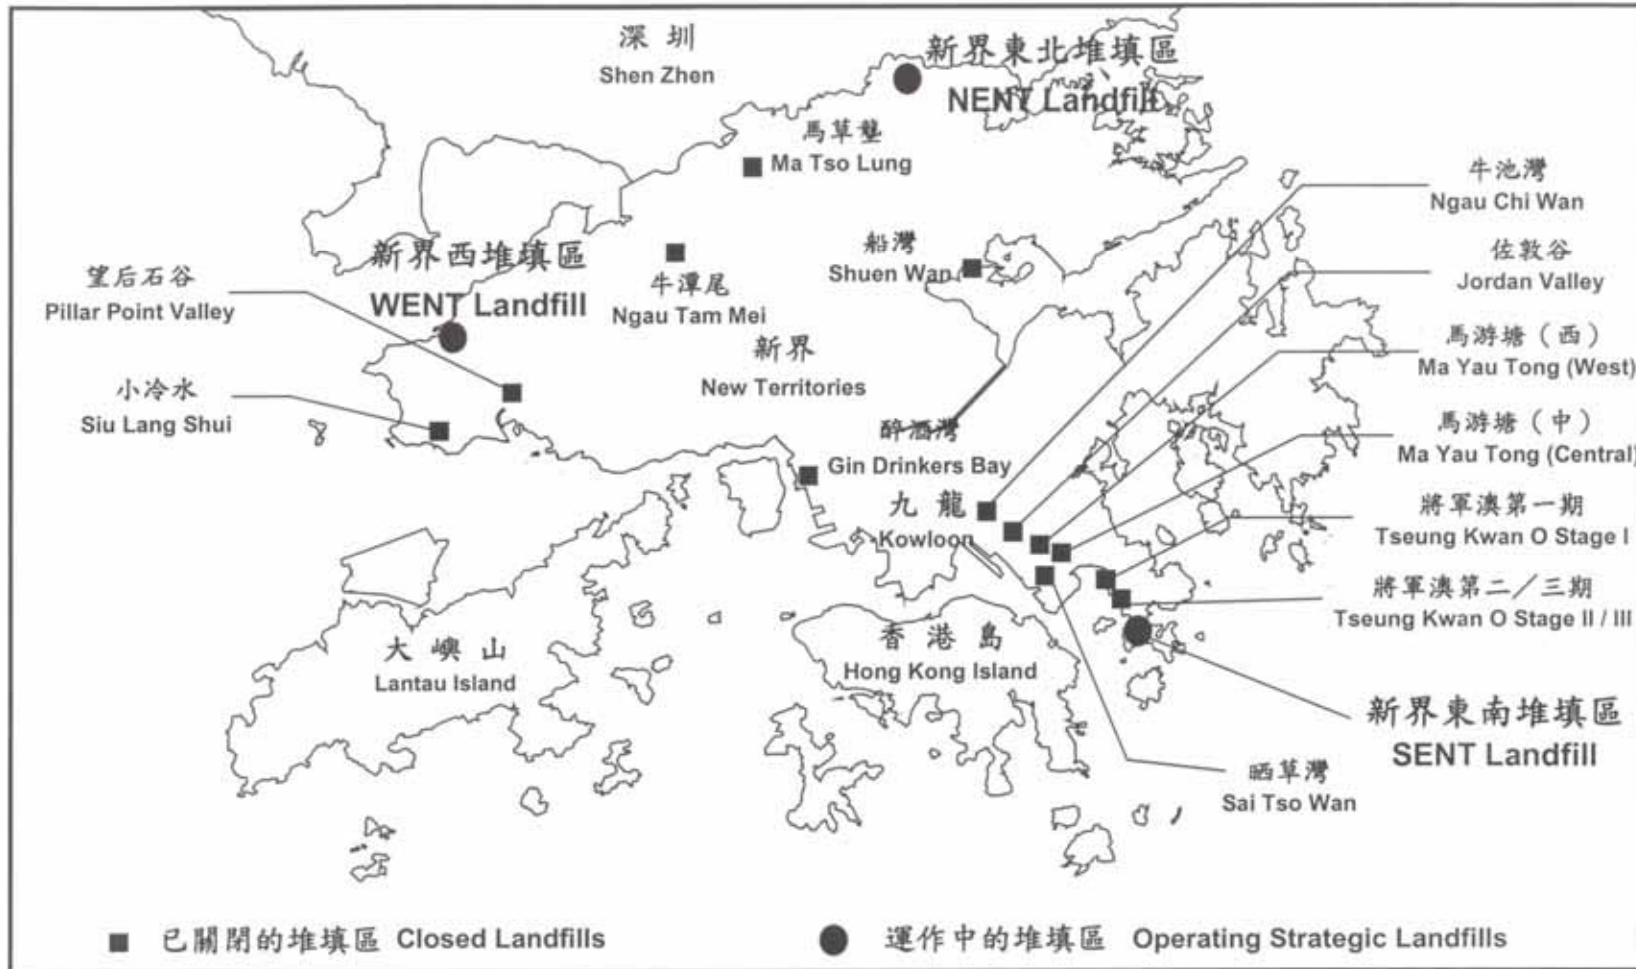 深 圳
Shen Zhen
新界東北堆填區
NENT Landfill
馬草壟
Ma Tso Lung
牛池灣
Ngau Chi Wan
船灣
Shuen Wan
佐敦谷
Jordan Valley
新界西堆填區
WENT Landfill
望后石谷
Pillar Point Valley
牛潭尾
Ngau Tam Mei
新界
New Territories
馬游塘（西）
Ma Yau Tong (West)
小冷水
Siu Lang Shui
醉酒灣
Gin Drinkers Bay
馬游塘（中）
Ma Yau Tong (Central)
九 龍
Kowloon
將軍澳第一期
Tseung Kwan O Stage I
將軍澳第二／三期
Tseung Kwan O Stage II / III
大 嶼 山
Lantau Island
香 港 島
Hong Kong Island
新界東南堆填區
SENT Landfill
晒草灣
Sai Tso Wan
已關閉的堆填區 Closed Landfills
運作中的堆填區 Operating Strategic Landfills